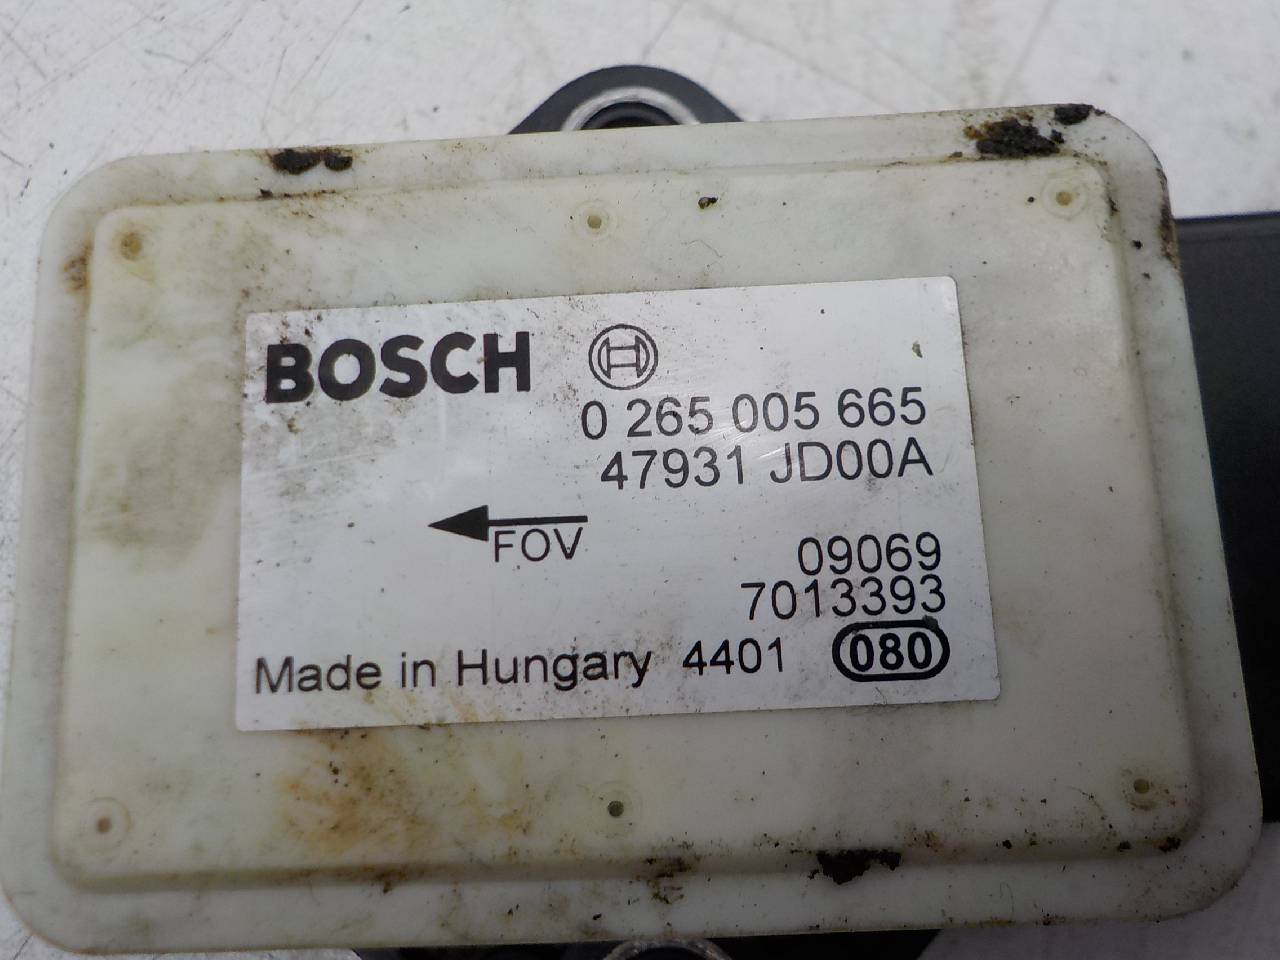 BOSCH
0 265 005 665
47931 JD00A
FOV
09069
7013393
Made in Hungary 4401 080